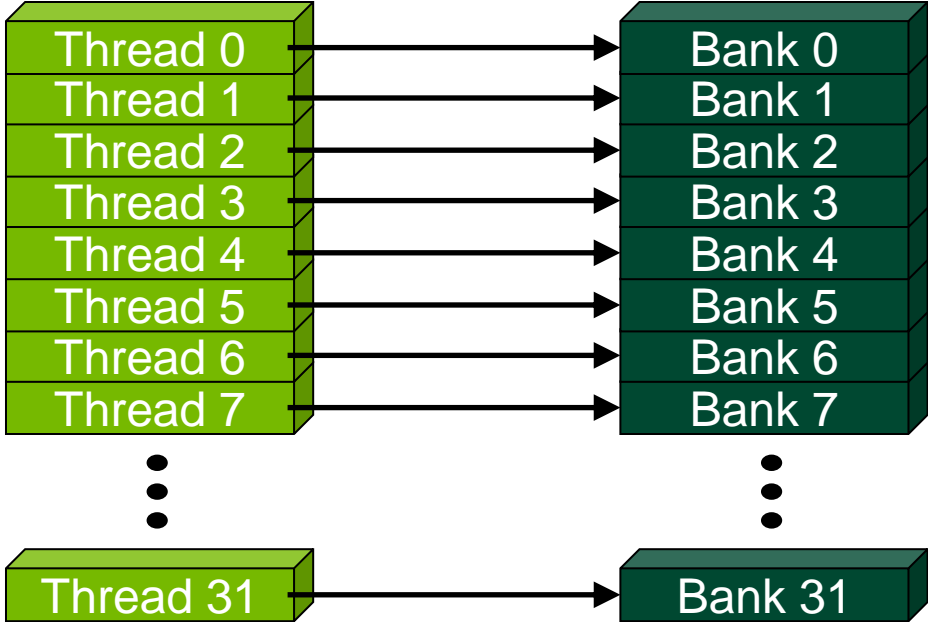 Thread 0
Bank 0
Thread 1
Bank 1
Thread 2
Bank 2
Thread 3
Bank 3
Thread 4
Bank 4
Thread 5
Bank 5
Thread 6
Bank 6
Thread 7
Bank 7
Thread 31
Bank 31